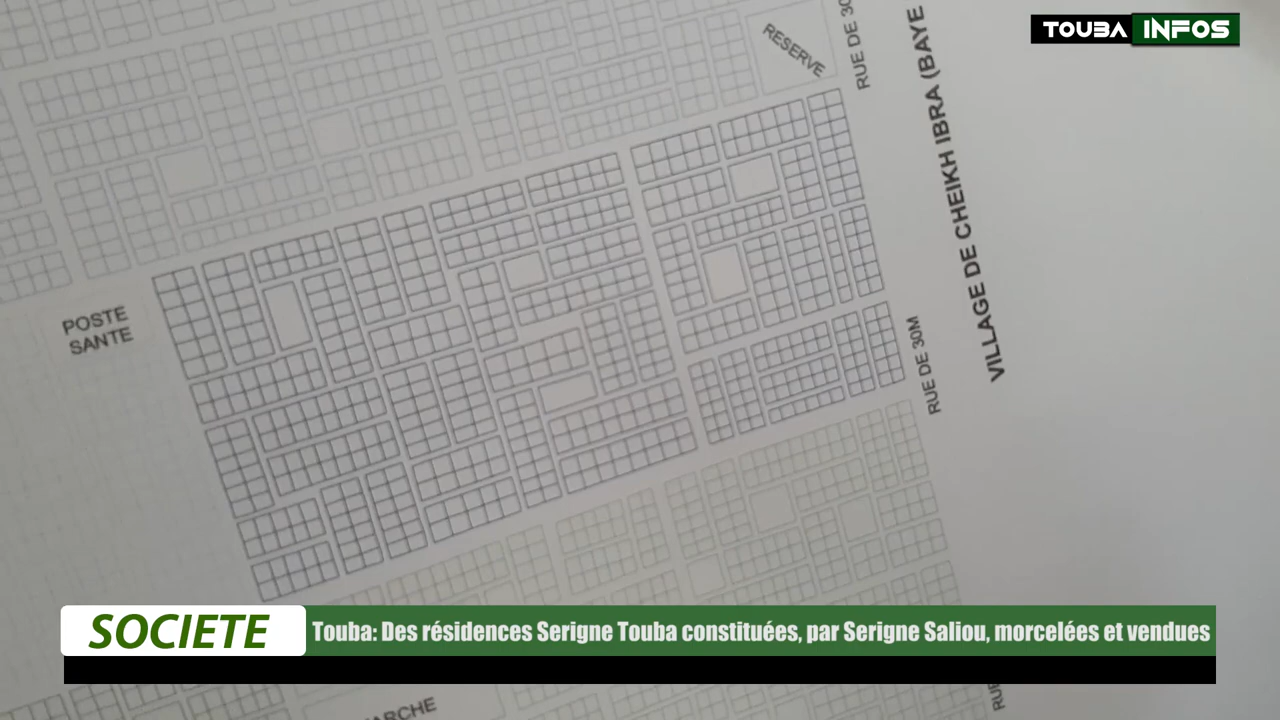 TOUBA INFOS
RESERVE
RUE DE 30
VILLAGE DE CHEIKH IBRA (BAYE
POSTE
SANTE
RUE DE 30M
SOCIETE
Touba: Des résidences Serigne Touba constituées, par Serigne Saliou, morcelées et vendues